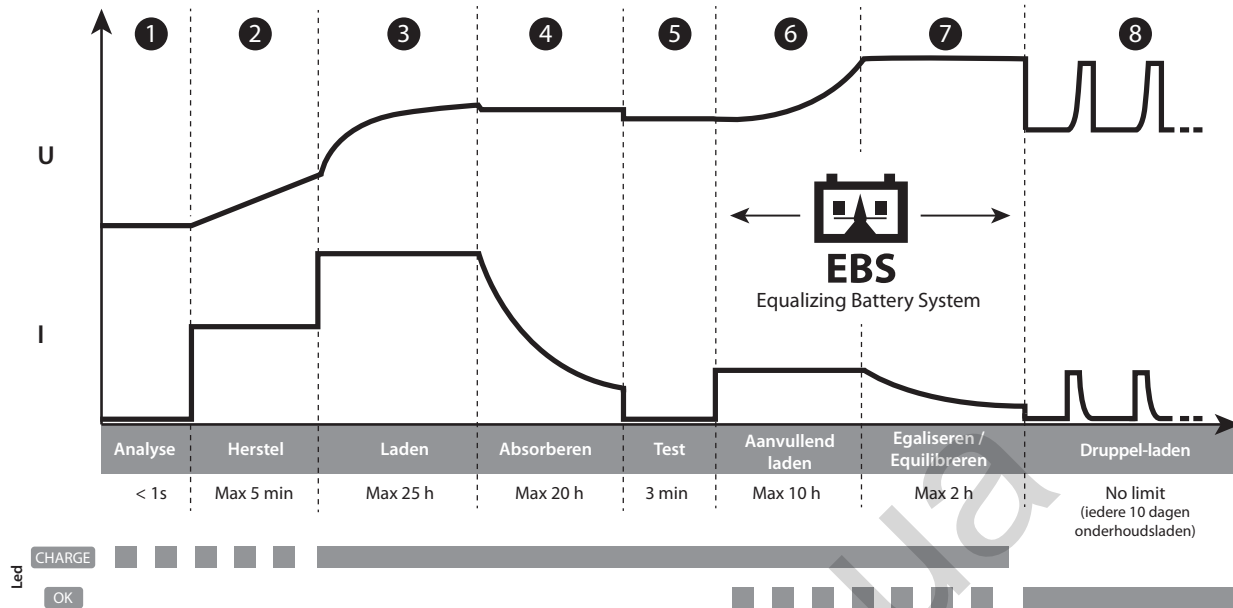 1 2 3 4 5 6 7 8
U
EBS
Equalizing Battery System
I
Analyse Herstel Laden Absorberen Test Aanvullend laden Egaliseren / Equilibreren Druppel-laden
< 1s Max 5 min Max 25 h Max 20 h 3 min Max 10 h Max 2 h No limit
(iedere 10 dagen
onderhoudsladen)
Led
CHARGE
OK
ua